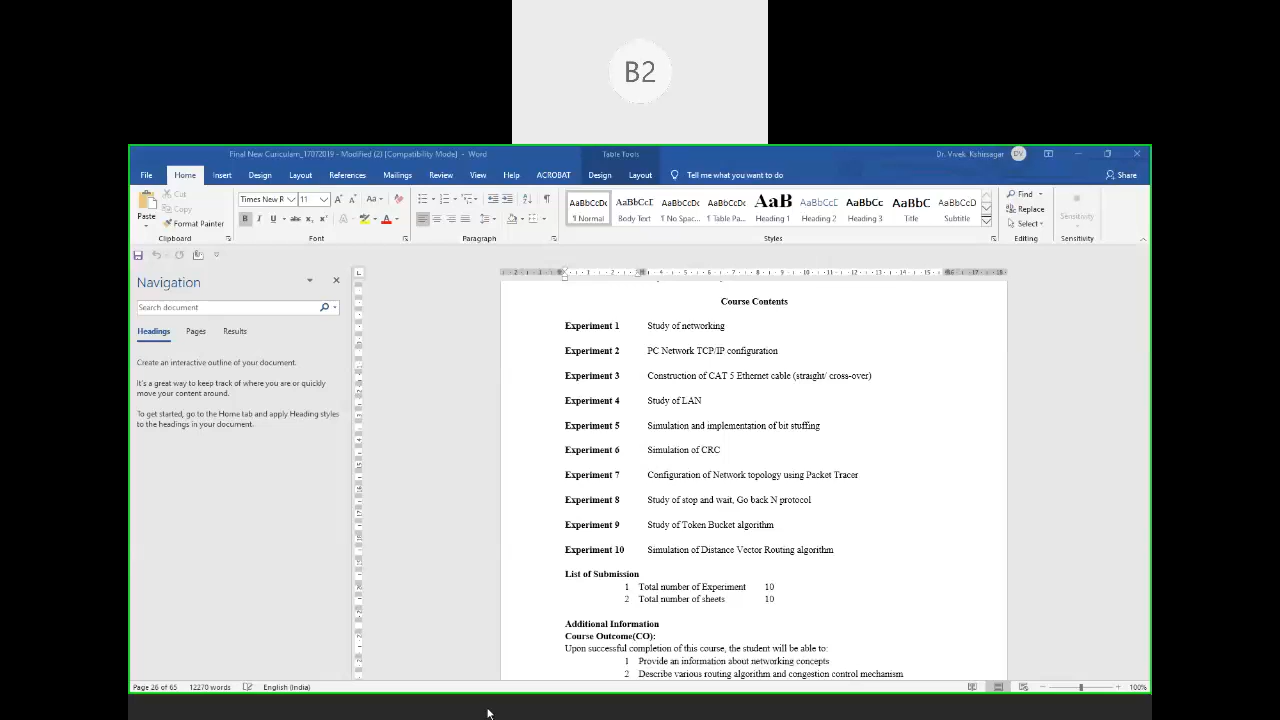 B2
Final New Curiculam_17072019 - Modified (2) [Compatibility Mode] - Word
Table Tools
Dr. Vivek. Kshirsagar
DV
File Home Insert Design Layout References Mailings Review View Help ACROBAT Design Layout Tell me what you want to do Share
Paste
Cut
Copy
Format Painter
Times New R 11
AaBbCcDc ¶ Normal
AaBbCcD Body Text
AaBbCcDc ¶ No Spac...
AaBbCcDc ¶ Table Pa...
AaB Heading 1
AaBbCcDd Heading 2
AaBbCc Heading 3
AaBbC Title
AaBbCcD Subtitle
Find
Replace
Select
Sensitivity
Clipboard Font Paragraph Styles Editing Sensitivity
Navigation
Search document
Headings Pages Results
Create an interactive outline of your document.
It's a great way to keep track of where you are or quickly
move your content around.
To get started, go to the Home tab and apply Heading styles
to the headings in your document.
Course Contents
Experiment 1 Study of networking
Experiment 2 PC Network TCP/IP configuration
Experiment 3 Construction of CAT 5 Ethernet cable (straight/ cross-over)
Experiment 4 Study of LAN
Experiment 5 Simulation and implementation of bit stuffing
Experiment 6 Simulation of CRC
Experiment 7 Configuration of Network topology using Packet Tracer
Experiment 8 Study of stop and wait, Go back N protocol
Experiment 9 Study of Token Bucket algorithm
Experiment 10 Simulation of Distance Vector Routing algorithm
List of Submission
1 Total number of Experiment 10
2 Total number of sheets 10
Additional Information
Course Outcome(CO):
Upon successful completion of this course, the student will be able to:
1 Provide an information about networking concepts
2 Describe various routing algorithm and congestion control mechanism
Page 26 of 65 12270 words English (India) 100%